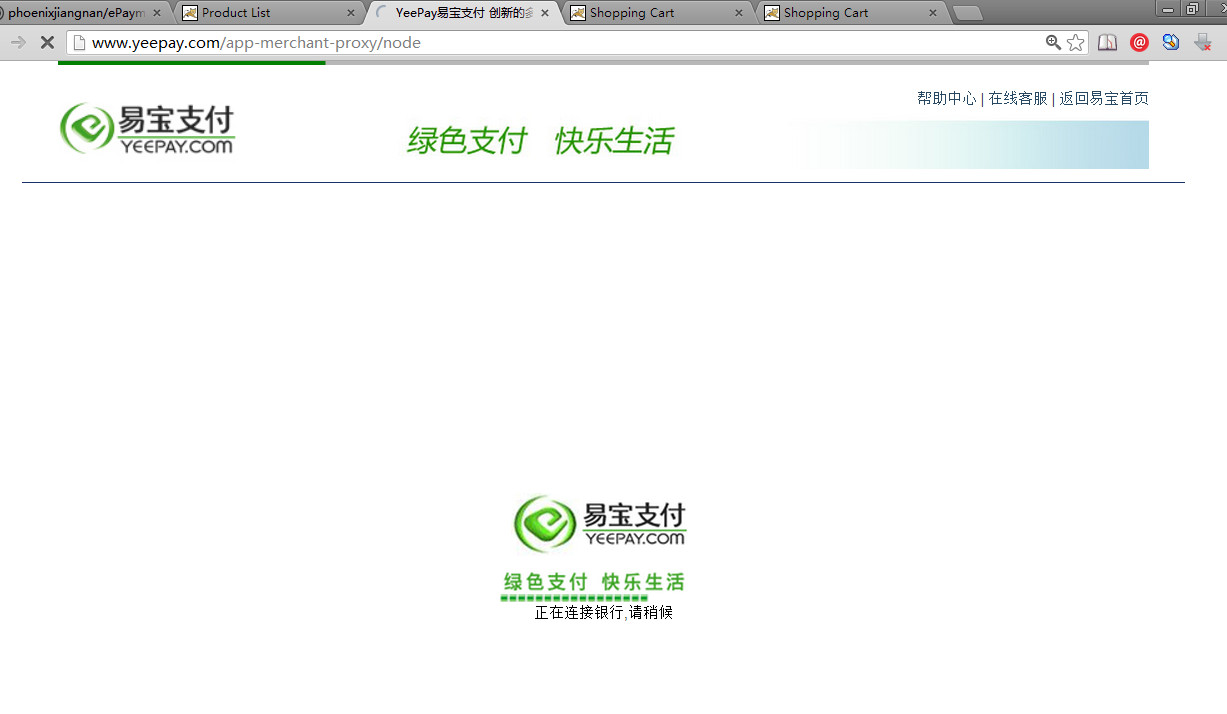 phoenixjiangnan/ePaym
Product List
YeePay易宝支付 创新的多
Shopping Cart
Shopping Cart
www.yeepay.com/app-merchant-proxy/node
帮助中心 | 在线客服 | 返回易宝首页
易宝支付
YEEPAY.COM
绿色支付 快乐生活
易宝支付
YEEPAY.COM
绿色支付 快乐生活
正在连接银行,请稍候